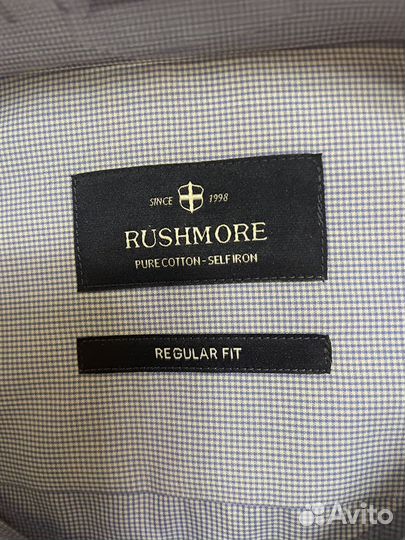 SINCE 1998
RUSHMORE
PURE COTTON - SELF IRON
REGULAR FIT
Avito